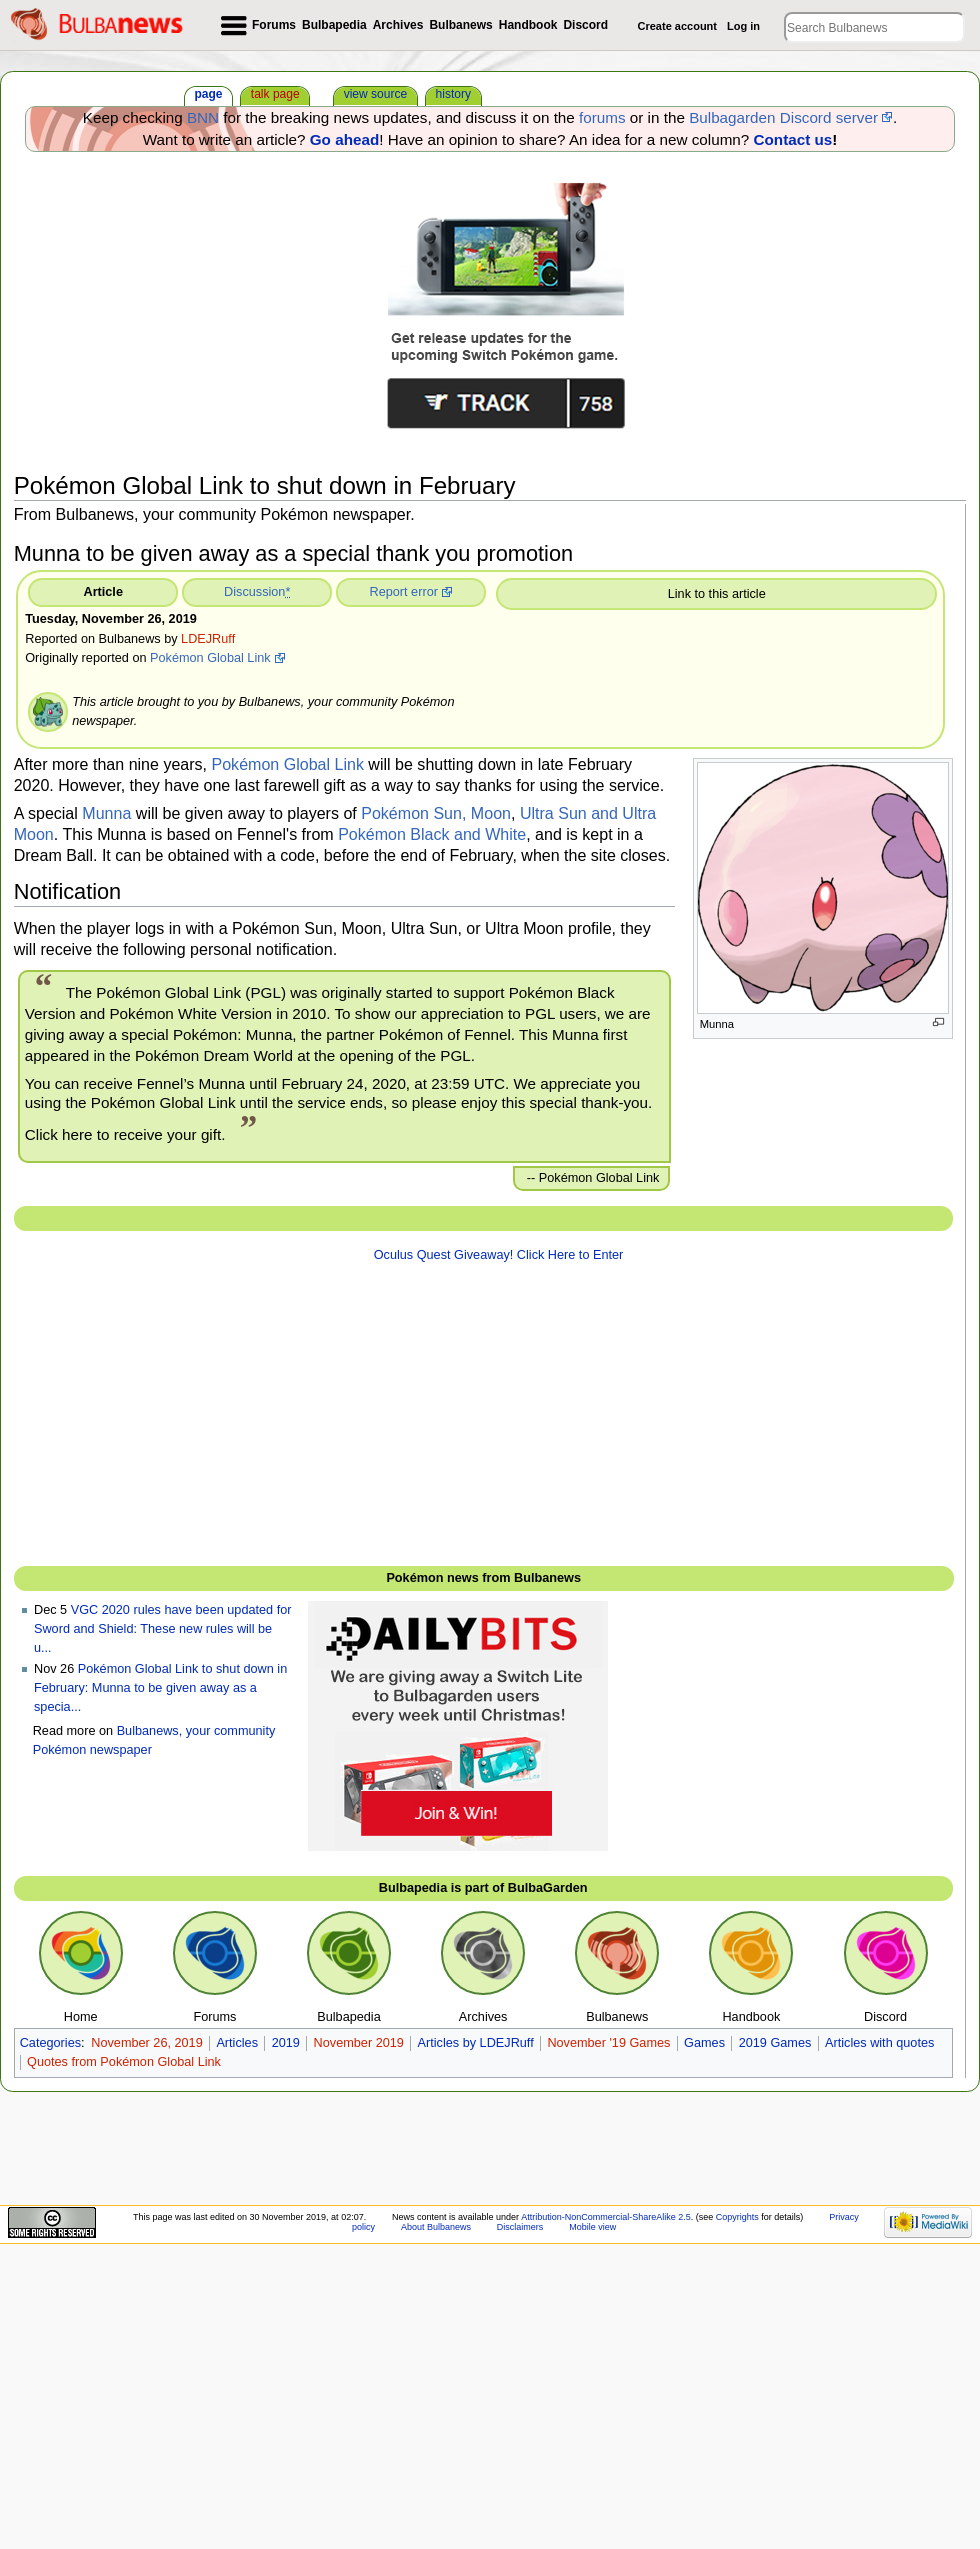 BULBAnews
Forums Bulbapedia Archives Bulbanews Handbook Discord
Create account Log in
Search Bulbanews
page talk page view source history
Keep checking BNN for the breaking news updates, and discuss it on the forums or in the Bulbagarden Discord server.
Want to write an article? Go ahead! Have an opinion to share? An idea for a new column? Contact us!
Get release updates for the
upcoming Switch Pokémon game.
TRACK 758
Pokémon Global Link to shut down in February
From Bulbanews, your community Pokémon newspaper.
Munna to be given away as a special thank you promotion
Article Discussion* Report error Link to this article
Tuesday, November 26, 2019
Reported on Bulbanews by LDEJRuff
Originally reported on Pokémon Global Link
This article brought to you by Bulbanews, your community Pokémon
newspaper.
After more than nine years, Pokémon Global Link will be shutting down in late February
2020. However, they have one last farewell gift as a way to say thanks for using the service.
A special Munna will be given away to players of Pokémon Sun, Moon, Ultra Sun and Ultra
Moon. This Munna is based on Fennel's from Pokémon Black and White, and is kept in a
Dream Ball. It can be obtained with a code, before the end of February, when the site closes.
Munna
Notification
When the player logs in with a Pokémon Sun, Moon, Ultra Sun, or Ultra Moon profile, they
will receive the following personal notification.
“ The Pokémon Global Link (PGL) was originally started to support Pokémon Black
Version and Pokémon White Version in 2010. To show our appreciation to PGL users, we are
giving away a special Pokémon: Munna, the partner Pokémon of Fennel. This Munna first
appeared in the Pokémon Dream World at the opening of the PGL.
You can receive Fennel’s Munna until February 24, 2020, at 23:59 UTC. We appreciate you
using the Pokémon Global Link until the service ends, so please enjoy this special thank-you.
Click here to receive your gift. ”
-- Pokémon Global Link
Oculus Quest Giveaway! Click Here to Enter
Pokémon news from Bulbanews
Dec 5 VGC 2020 rules have been updated for
Sword and Shield: These new rules will be
u...
Nov 26 Pokémon Global Link to shut down in
February: Munna to be given away as a
specia...
Read more on Bulbanews, your community
Pokémon newspaper
DAILYBITS
We are giving away a Switch Lite
to Bulbagarden users
every week until Christmas!
Join & Win!
Bulbapedia is part of BulbaGarden
Home Forums Bulbapedia Archives Bulbanews Handbook Discord
Categories: November 26, 2019 Articles 2019 November 2019 Articles by LDEJRuff November '19 Games Games 2019 Games Articles with quotes
Quotes from Pokémon Global Link
cc
SOME RIGHTS RESERVED
This page was last edited on 30 November 2019, at 02:07. News content is available under Attribution-NonCommercial-ShareAlike 2.5. (see Copyrights for details) Privacy
policy About Bulbanews Disclaimers Mobile view
Powered By
MediaWiki